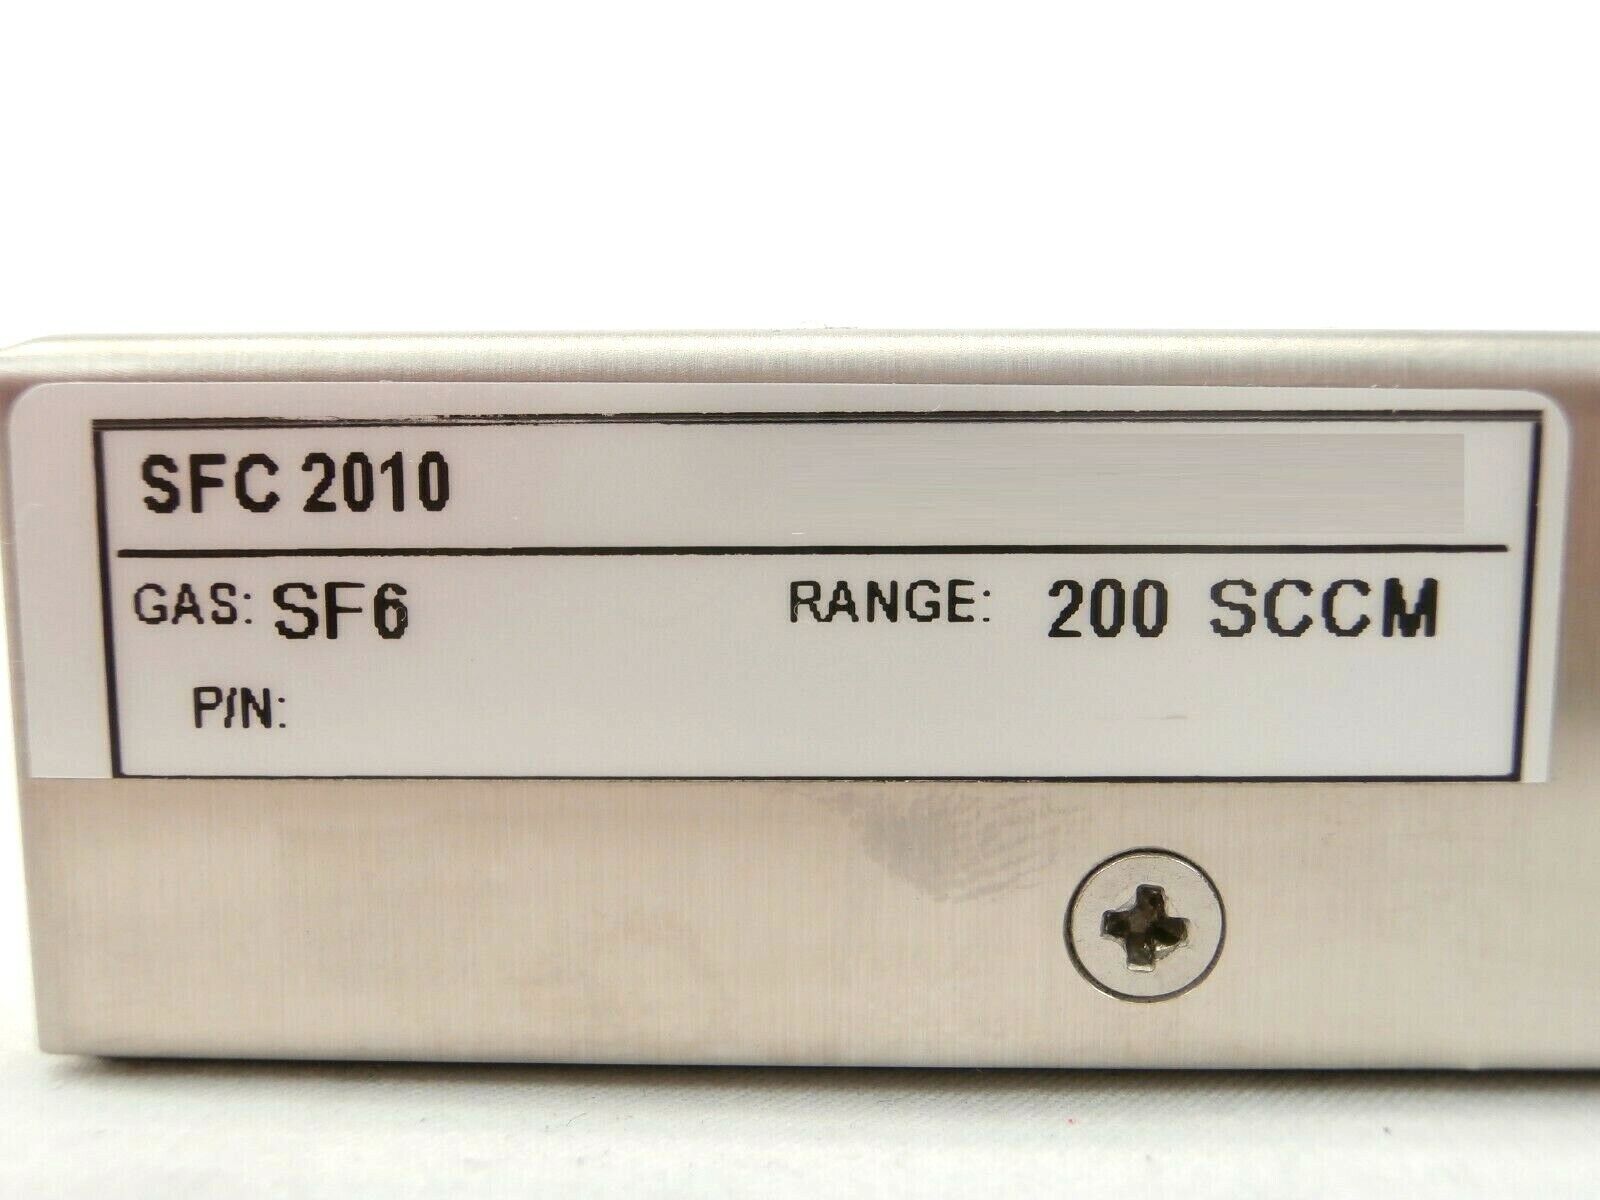 SFC 2010
GAS: SF6 RANGE: 200 SCCM
P/N: